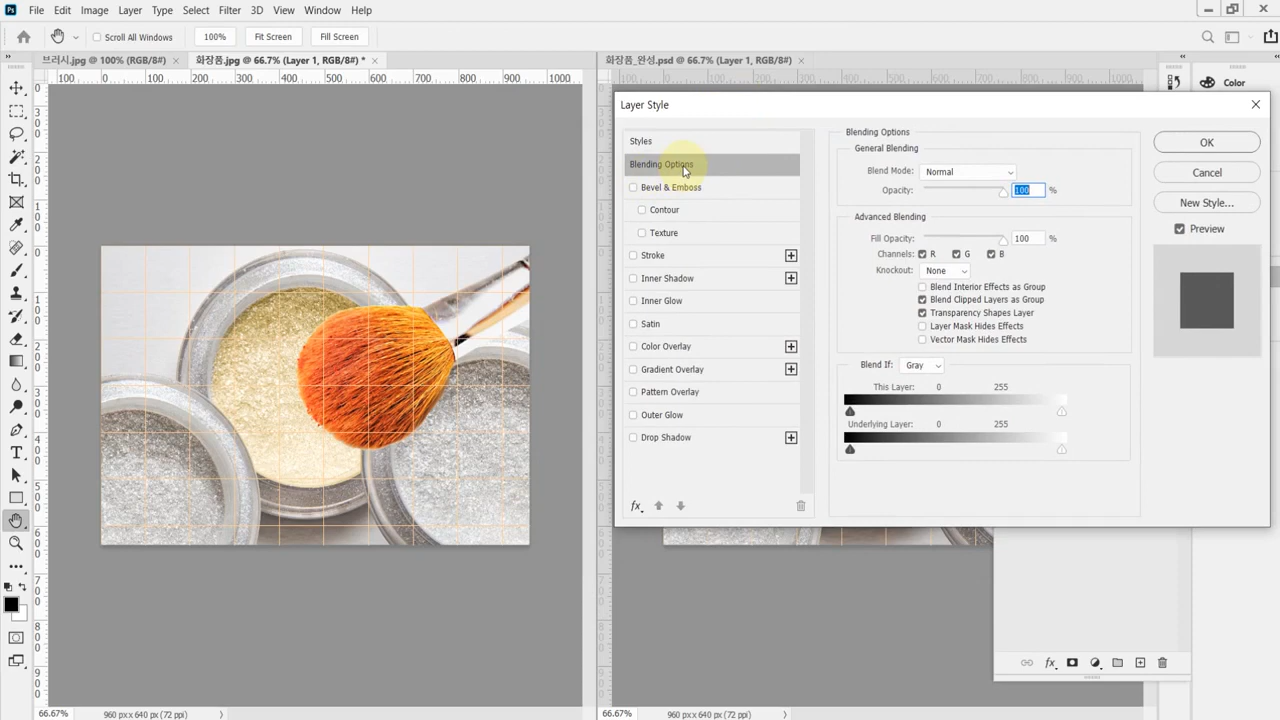 Ps File Edit Image Layer Type Select Filter 3D View Window Help
Scroll All Windows 100% Fit Screen Fill Screen
브러시.jpg @ 100% (RGB/8#) × 화장품.jpg @ 66.7% (Layer 1, RGB/8#) * ×
화장품_완성.psd @ 66.7% (Layer 1, RGB/8#) ×
100 0 100 200 300 400 500 600 700 800 900 1000
Color
Layer Style
Styles
Blending Options
Bevel & Emboss
Contour
Texture
Stroke
Inner Shadow
Inner Glow
Satin
Color Overlay
Gradient Overlay
Pattern Overlay
Outer Glow
Drop Shadow
fx
Blending Options
General Blending
Blend Mode: Normal
Opacity: 100 %
Advanced Blending
Fill Opacity: 100 %
Channels: R G B
Knockout: None
Blend Interior Effects as Group
Blend Clipped Layers as Group
Transparency Shapes Layer
Layer Mask Hides Effects
Vector Mask Hides Effects
Blend If: Gray
This Layer: 0 255
Underlying Layer: 0 255
OK
Cancel
New Style...
Preview
fx
66.67% 960 px x 640 px (72 ppi)
66.67% 960 px x 640 px (72 ppi)